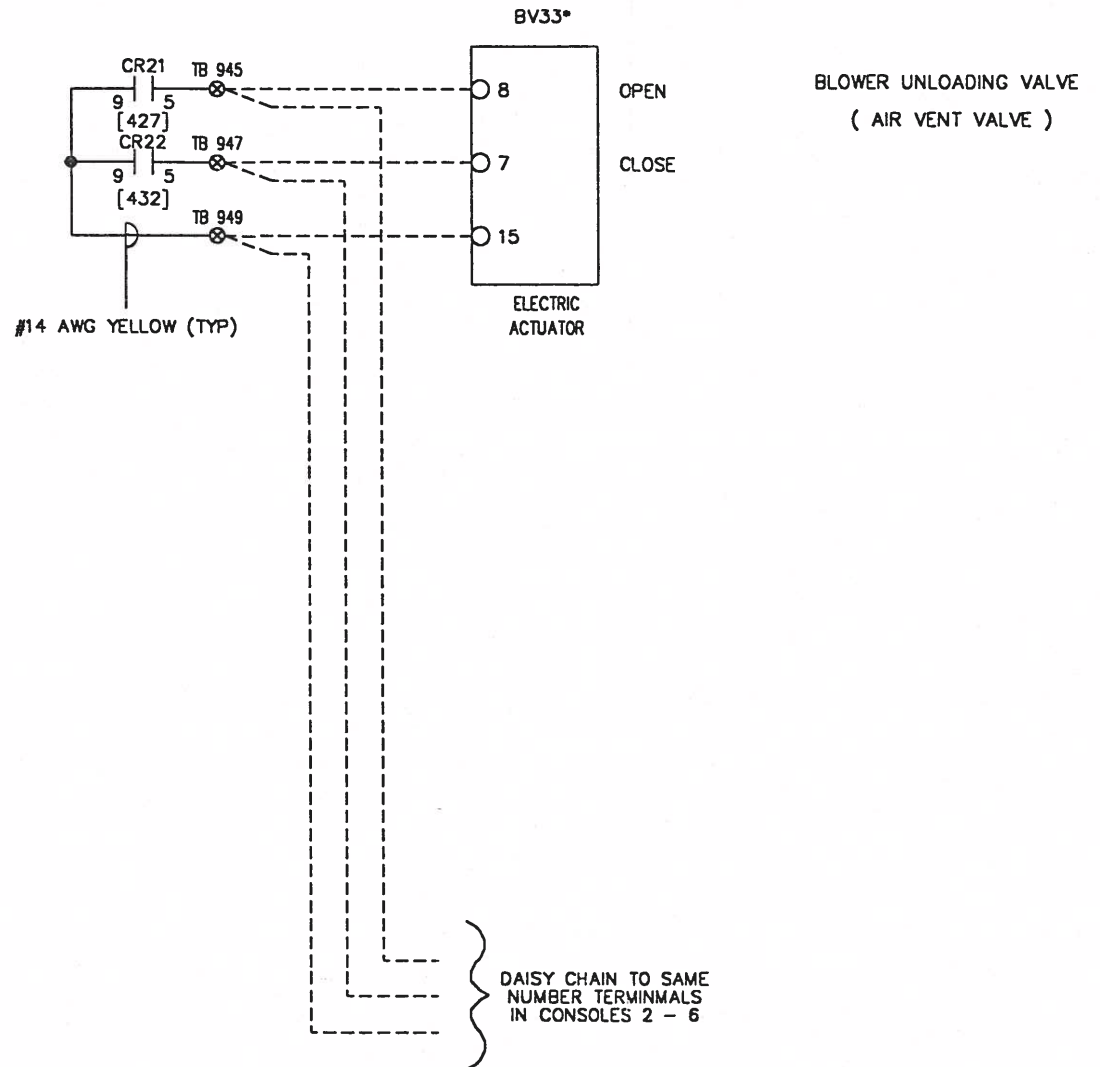 BV33*
CR21 TB 945
9 5
[427]
8 OPEN
BLOWER UNLOADING VALVE
( AIR VENT VALVE )
CR22 TB 947
9 5
[432]
7 CLOSE
TB 949
15
#14 AWG YELLOW (TYP)
ELECTRIC
ACTUATOR
DAISY CHAIN TO SAME
NUMBER TERMINMALS
IN CONSOLES 2 - 6